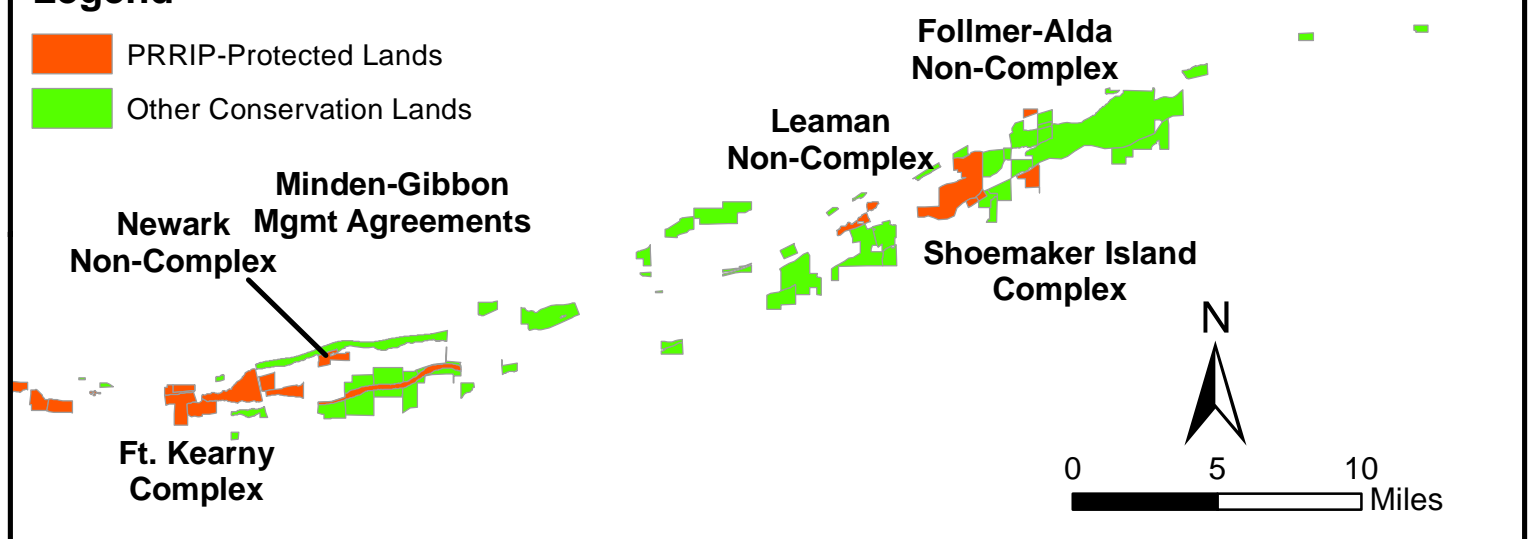 Legend
PRRIP-Protected Lands
Other Conservation Lands
Follmer-Alda
Non-Complex
Leaman
Non-Complex
Minden-Gibbon
Mgmt Agreements
Newark
Non-Complex
Shoemaker Island
Complex
Ft. Kearny
Complex
N
0 5 10
Miles